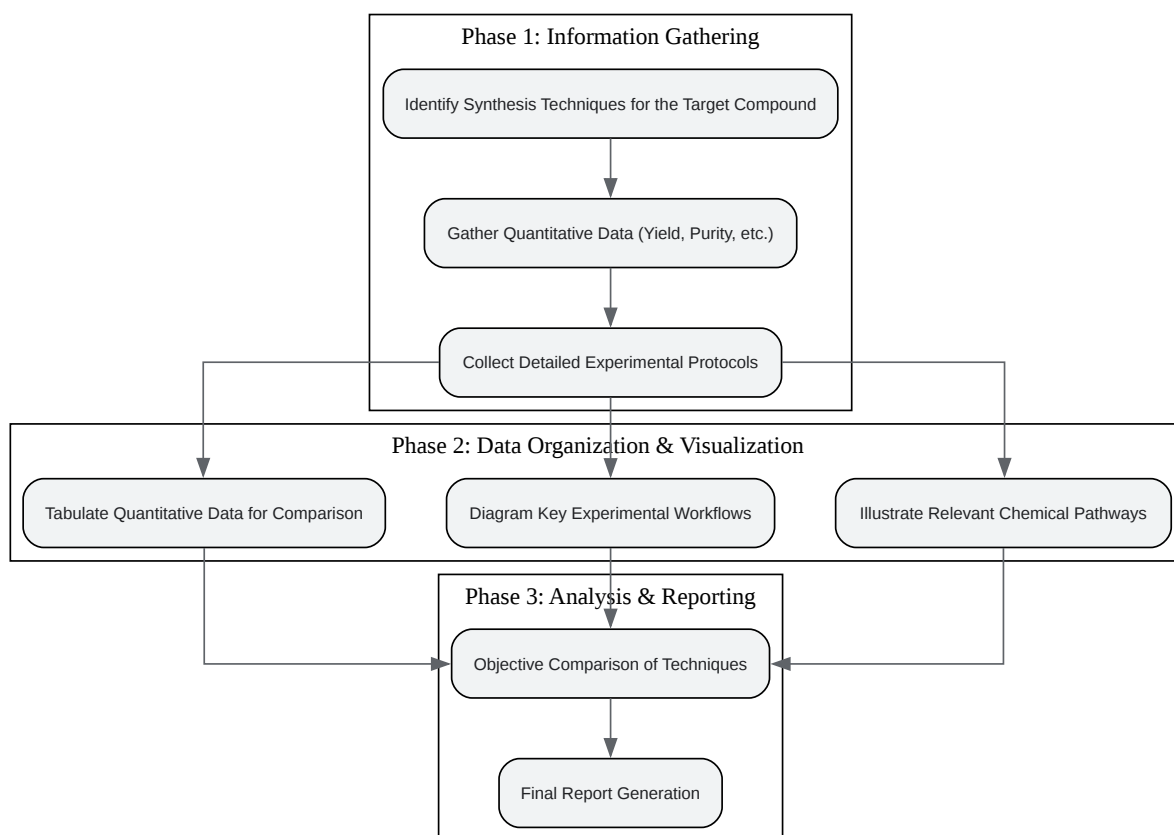 Phase 1: Information Gathering
Identify Synthesis Techniques for the Target Compound
Gather Quantitative Data (Yield, Purity, etc.)
Collect Detailed Experimental Protocols
Phase 2: Data Organization & Visualization
Tabulate Quantitative Data for Comparison
Diagram Key Experimental Workflows
Illustrate Relevant Chemical Pathways
Phase 3: Analysis & Reporting
Objective Comparison of Techniques
Final Report Generation